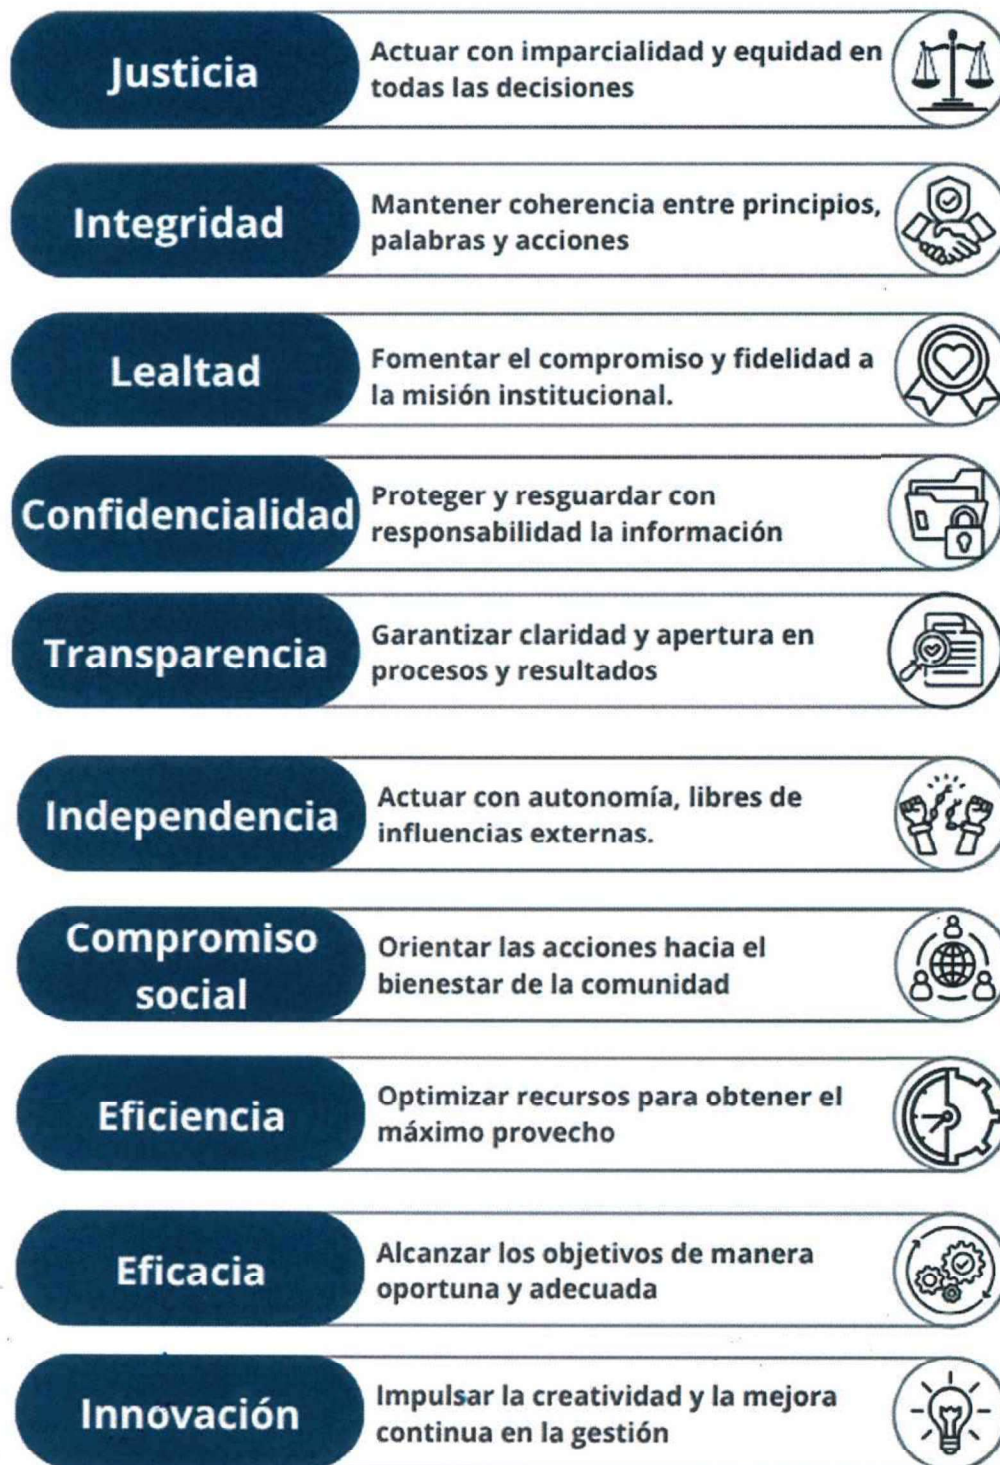 Justicia
Actuar con imparcialidad y equidad en
todas las decisiones
Integridad
Mantener coherencia entre principios,
palabras y acciones
Lealtad
Fomentar el compromiso y fidelidad a
la misión institucional.
Confidencialidad
Proteger y resguardar con
responsabilidad la información
Transparencia
Garantizar claridad y apertura en
procesos y resultados
Independencia
Actuar con autonomía, libres de
influencias externas.
Compromiso
social
Orientar las acciones hacia el
bienestar de la comunidad
Eficiencia
Optimizar recursos para obtener el
máximo provecho
Eficacia
Alcanzar los objetivos de manera
oportuna y adecuada
Innovación
Impulsar la creatividad y la mejora
continua en la gestión